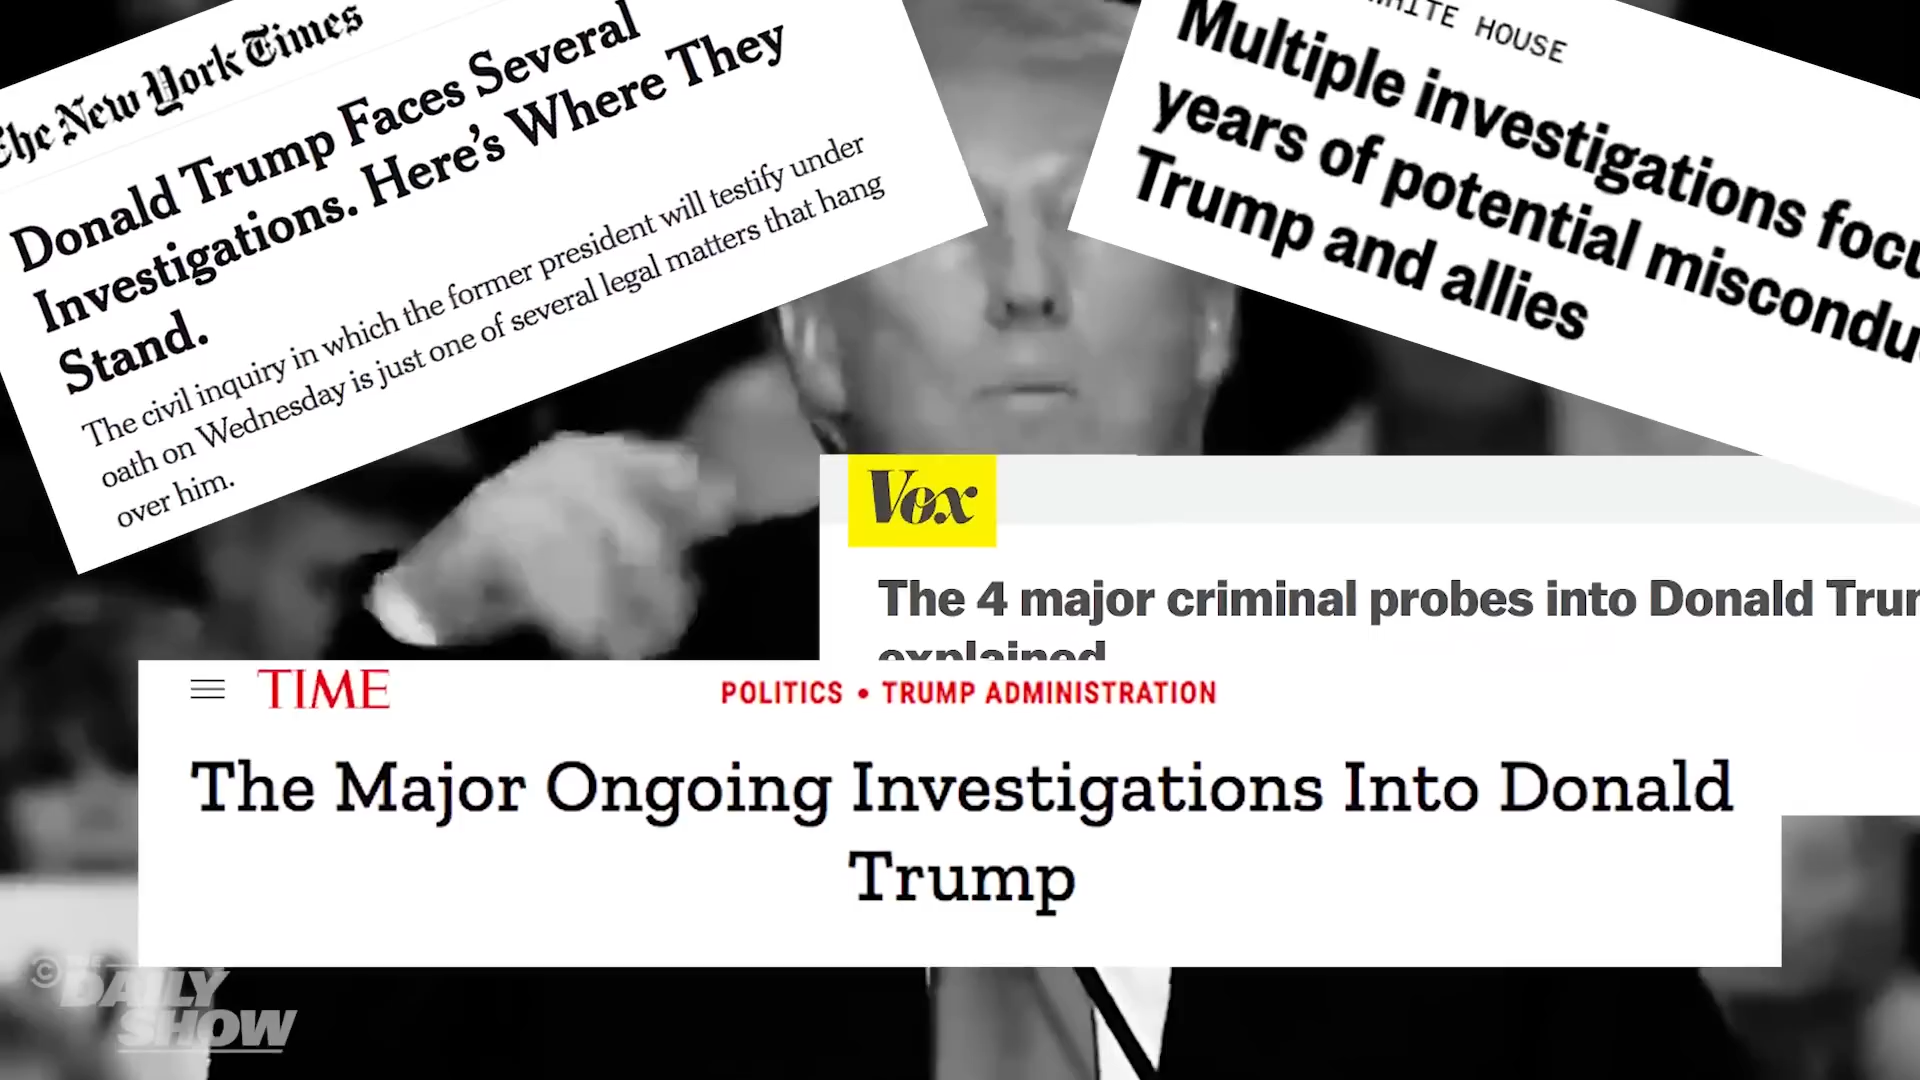 The New York Times
Donald Trump Faces Several
Investigations. Here's Where They
Stand.
The civil inquiry in which the former president will testify under
oath on Wednesday is just one of several legal matters that hang
over him.
HOUSE
Multiple investigations
years of potential
Trump and allies
Vox
The 4 major criminal probes into Donald
explained
TIME
POLITICS • TRUMP ADMINISTRATION
The Major Ongoing Investigations Into Donald
Trump
THE
DAILY
SHOW